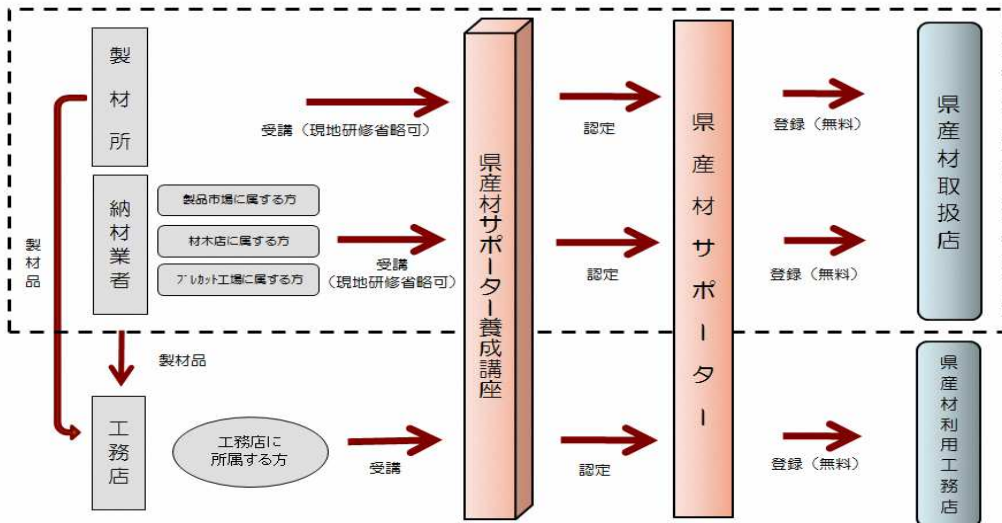 製材所
受講（現地研修省略可）
認定
登録（無料）
納材業者
製品市場に属する方
材木店に属する方
プレカット工場に属する方
受講
（現地研修省略可）
認定
登録（無料）
県産材サポーター養成講座
県産材サポーター
県産材取扱店
製材品
製材品
工務店
工務店に
所属する方
受講
認定
登録（無料）
県産材利用工務店